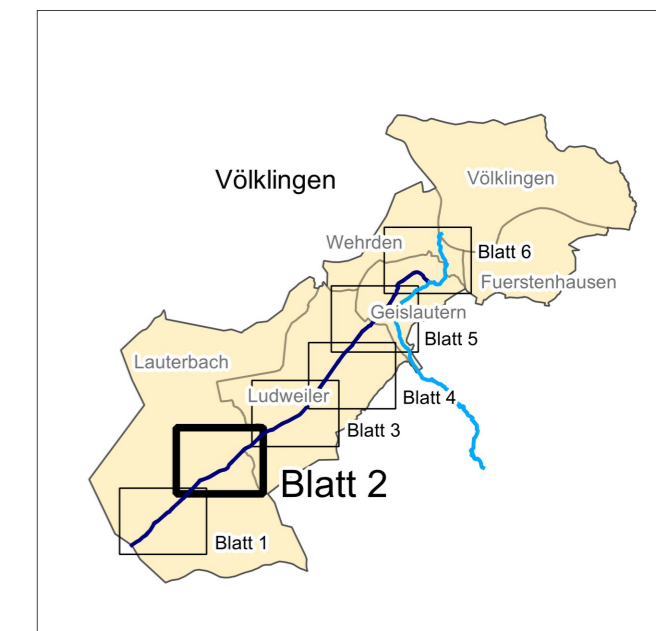 Völklingen
Völklingen
Wehrden
Blatt 6
Fuerstenhausen
Geislautern
Blatt 5
Lauterbach
Ludweiler
Blatt 4
Blatt 3
Blatt 2
Blatt 1